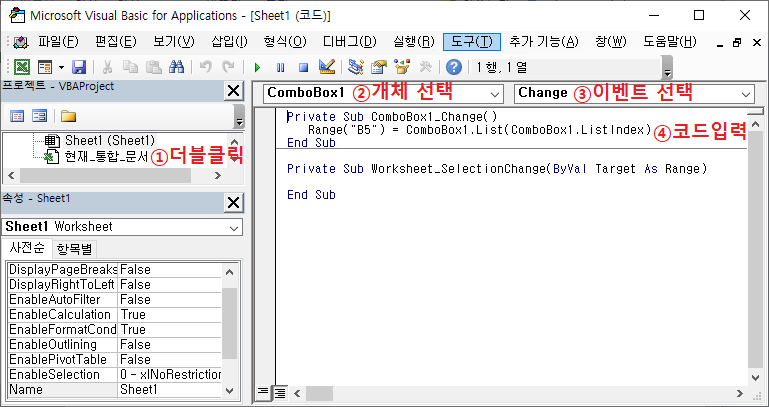 Microsoft Visual Basic for Applications - [Sheet1 (코드)]
파일(F) 편집(E) 보기(V) 삽입(I) 형식(O) 디버그(D) 실행(R) 도구(T) 추가 기능(A) 창(W) 도움말(H)
1 행, 1 열
프로젝트 - VBAProject
Sheet1 (Sheet1)
현재_통합_문서 ①더블클릭
속성 - Sheet1
Sheet1 Worksheet
사전순 항목별
DisplayPageBreaks False
DisplayRightToLeft False
EnableAutoFilter False
EnableCalculation True
EnableFormatCond True
EnableOutlining False
EnablePivotTable False
EnableSelection 0 - xlNoRestriction
Name Sheet1
ComboBox1 ②개체 선택 Change ③이벤트 선택
Private Sub ComboBox1_Change()
Range("B5") = ComboBox1.List(ComboBox1.ListIndex) ④코드입력
End Sub
Private Sub Worksheet_SelectionChange(ByVal Target As Range)
End Sub